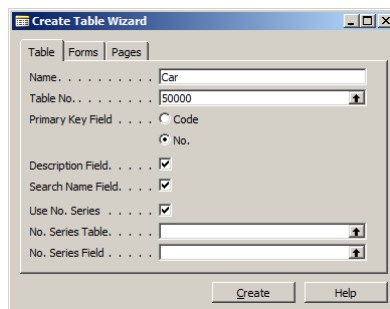 Create Table Wizard
Table Forms Pages
Name. . . . . . . . . . Car
Table No. . . . . . . . . 50000
Primary Key Field . . . . Code
No.
Description Field. . . . .
Search Name Field. . . . .
Use No. Series . . . . .
No. Series Table. . . . .
No. Series Field . . . . .
Create Help